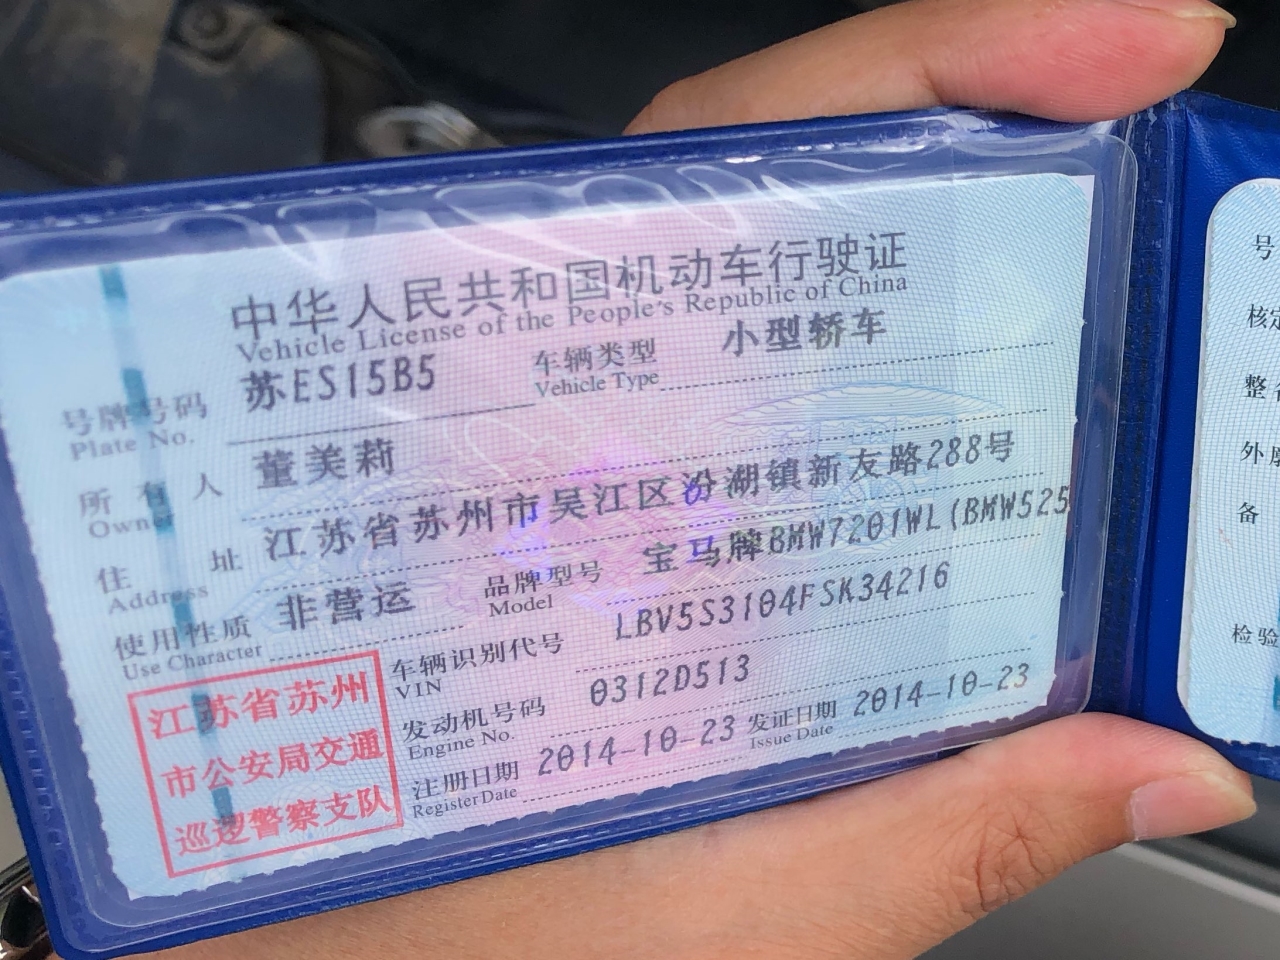 中华人民共和国机动车行驶证
Vehicle License of the People's Republic of China
号牌号码 苏ES15B5 车辆类型 小型轿车
Plate No. Vehicle Type
所有人 董美莉
Owner
住址 江苏省苏州市吴江区汾湖镇新友路288号
Address
使用性质 非营运 品牌型号 宝马牌BMW7201WL(BMW525
Use Character Model
车辆识别代号 LBV5S3104FSK34216
VIN
发动机号码 0312D513
Engine No.
注册日期 2014-10-23 发证日期 2014-10-23
Register Date Issue Date
江苏省苏州
市公安局交通
巡逻警察支队
号
核定
整
外
备
检验